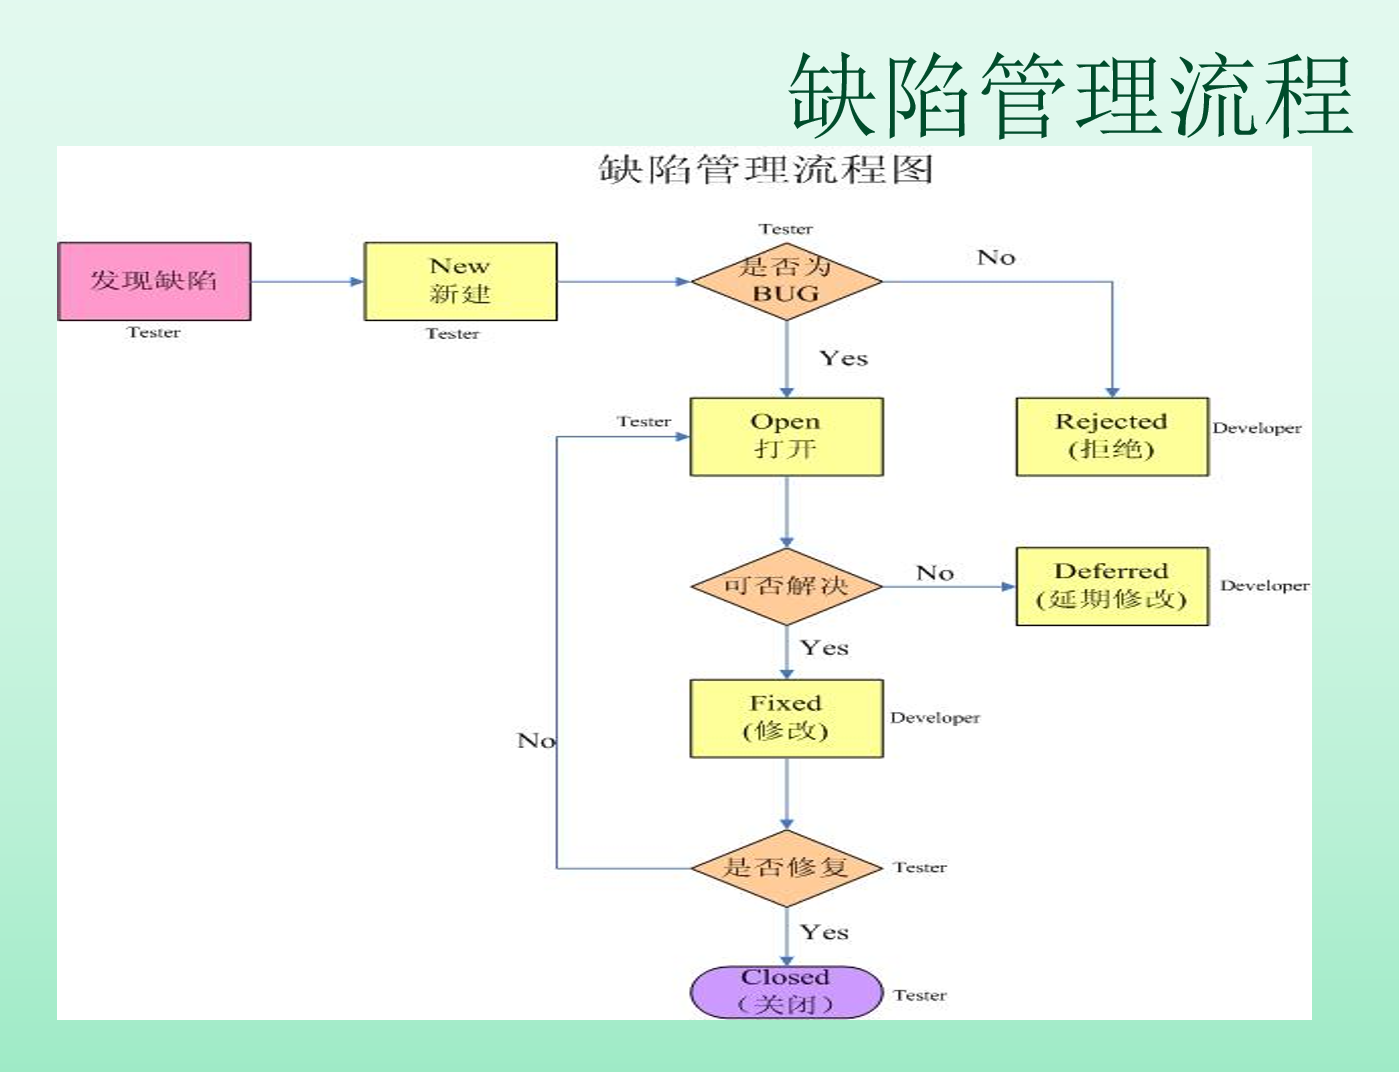 缺陷管理流程
缺陷管理流程图
Tester
发现缺陷
New
新建
是否为
BUG
No
Tester
Tester
Yes
Tester
Open
打开
Rejected
(拒绝)
Developer
可否解决
No
Deferred
(延期修改)
Developer
Yes
Fixed
(修改)
Developer
No
是否修复
Tester
Yes
Closed
（关闭）
Tester